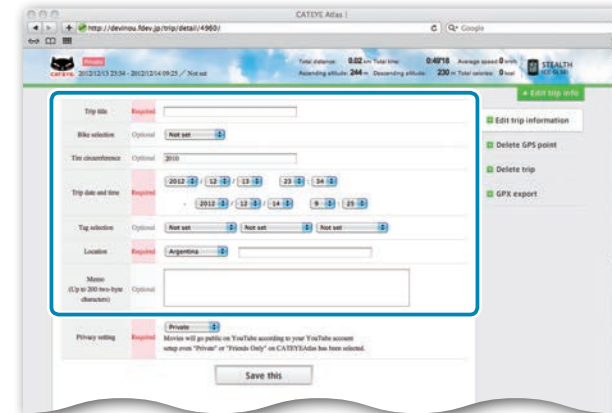 CATEYE Atlas |
http://devinou.fdev.jp/trip/detail/4960/
Google
Private
Total distance: 0.02 km Total time: 0:40'18 Average speed 0 km/h
STEALTH
CATEYE 2012/12/13 23:34 - 2012/12/14 09:25 / Not set
Ascending altitude: 244 m Descending altitude: 230 m Total calories: 0 kcal
Edit trip info
Trip title Required
Edit trip information
Bike selection Optional Not set
Delete GPS point
Tire circumference Optional 2010
Delete trip
Trip date and time Required 2012 / 12 / 13 23 : 34
- 2012 / 12 / 14 9 : 25
GPX export
Tag selection Optional Not set Not set Not set
Location Required Argentina
Memo
(Up to 200 two-byte
characters)
Optional
Privacy setting Required Private
Movies will go public on YouTube according to your YouTube account
setup even "Private" or "Friends Only" on CATEYEAtlas has been selected.
Save this